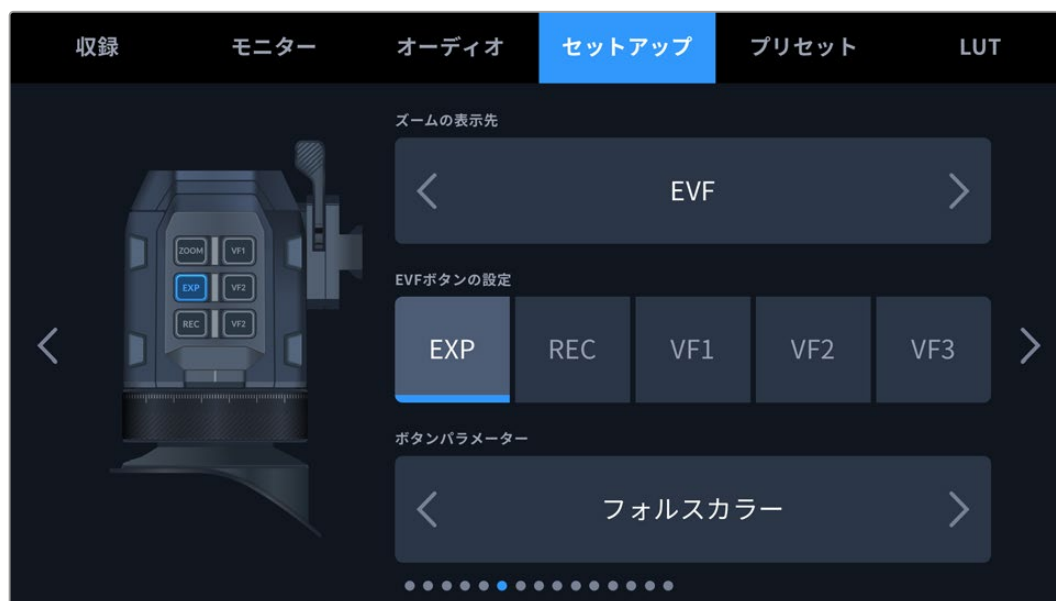 収録 モニター オーディオ セットアップ プリセット LUT
ズームの表示先
EVF
EVFボタンの設定
EXP REC VF1 VF2 VF3
ボタンパラメーター
フォルスカラー
ZOOM VF1
EXP VF2
REC VF2